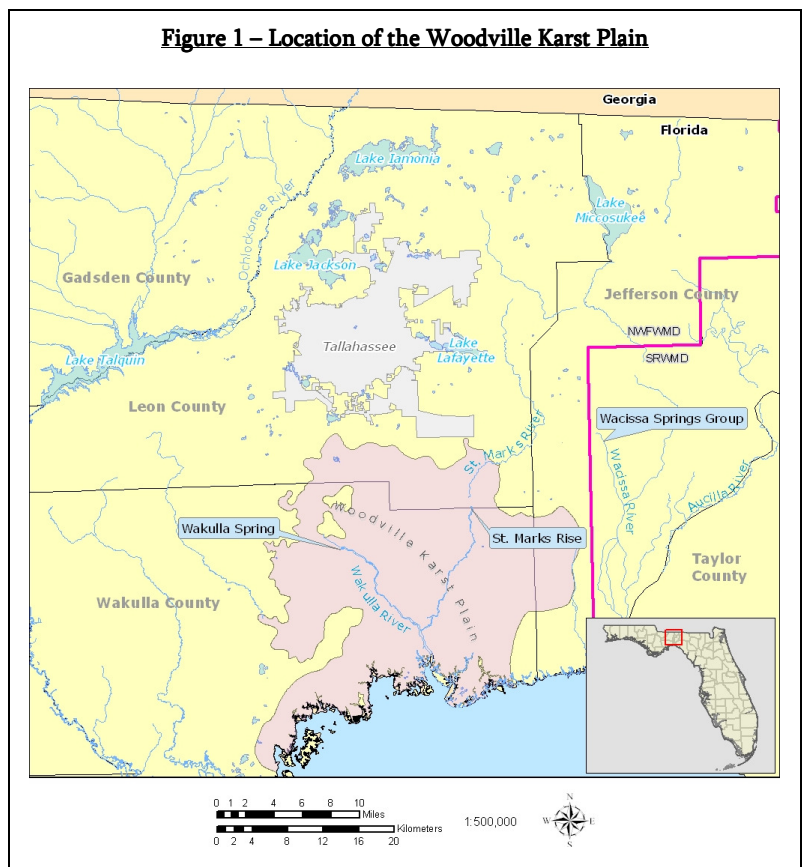 Figure 1 – Location of the Woodville Karst Plain
Georgia
Florida
Lake Iamonia
Ochlockonee River
Lake
Miccosukee
Lake Jackson
Gadsden County
Jefferson County
NWFWMD
Tallahassee
Lake
Lafayette
Lake Talquin
SRWMD
Leon County
Wacissa Springs Group
St. Marks River
Wacissa River
Aucilla River
Woodville Karst Plain
Wakulla Spring
St. Marks Rise
Taylor
County
Wakulla River
Wakulla County
0 1 2 4 6 8 10
Miles
Kilometers
0 2 4 8 12 16 20
1:500,000
N
W E
S